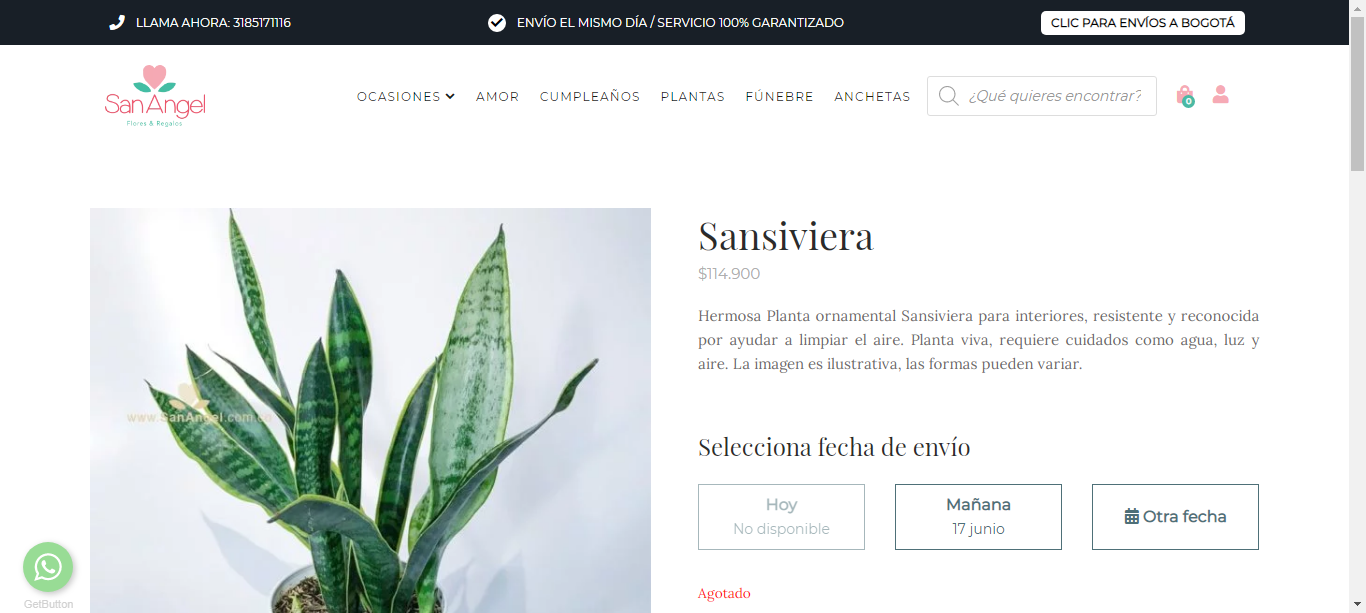 LLAMA AHORA: 3185171116
ENVÍO EL MISMO DÍA / SERVICIO 100% GARANTIZADO
CLIC PARA ENVÍOS A BOGOTÁ
SanAngel
Flores & Regalos
OCASIONES
AMOR
CUMPLEAÑOS
PLANTAS
FÚNEBRE
ANCHETAS
¿Qué quieres encontrar?
0
www.SanAngel.com.co
Sansiviera
$114.900
Hermosa Planta ornamental Sansiviera para interiores, resistente y reconocida
por ayudar a limpiar el aire. Planta viva, requiere cuidados como agua, luz y
aire. La imagen es ilustrativa, las formas pueden variar.
Selecciona fecha de envío
Hoy
No disponible
Mañana
17 junio
Otra fecha
Agotado
GetButton